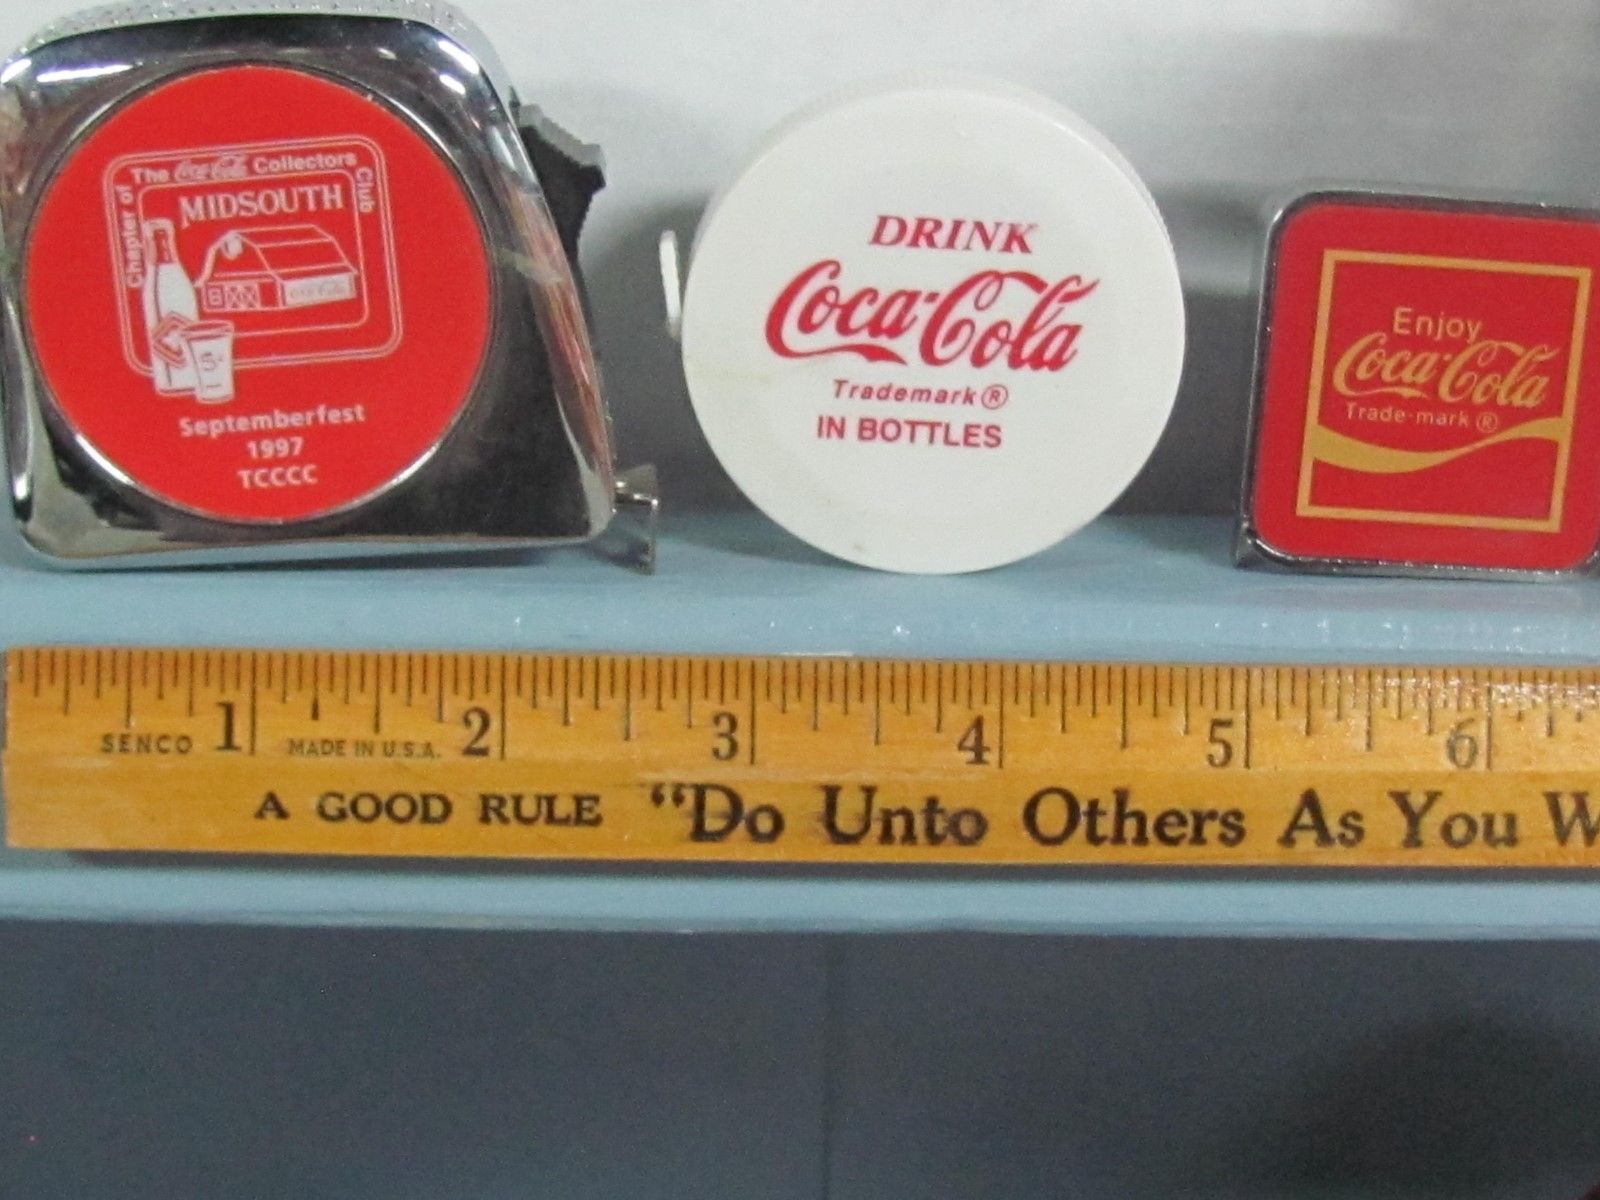 The Coca-Cola Collectors Club
Chapter of
MIDSOUTH
Coca-Cola
Septemberfest
1997
TCCCC
DRINK
Coca-Cola
Trademark ®
IN BOTTLES
Enjoy
Coca-Cola
Trade-mark ®
1 2 3 4 5 6
SENCO MADE IN U.S.A.
A GOOD RULE "Do Unto Others As You W